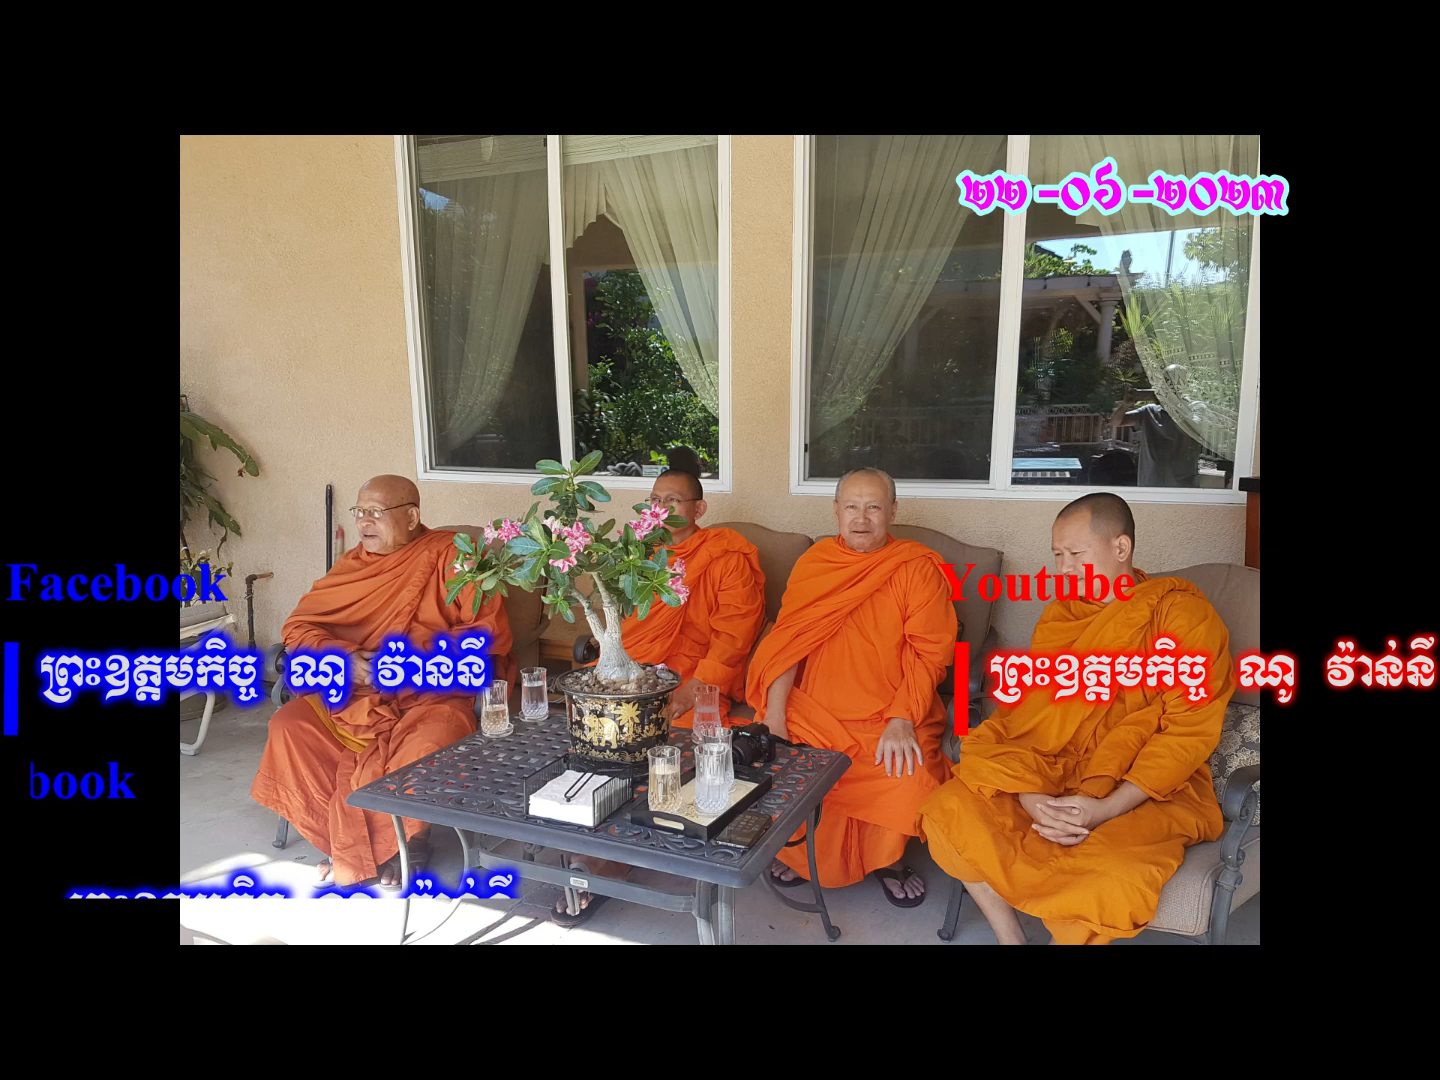 ២២-០៦-២០២៣
Facebook
ព្រះឧត្តមកិច្ច ណូ វ៉ាន់នី
Youtube
ព្រះឧត្តមកិច្ច ណូ វ៉ាន់នី
book